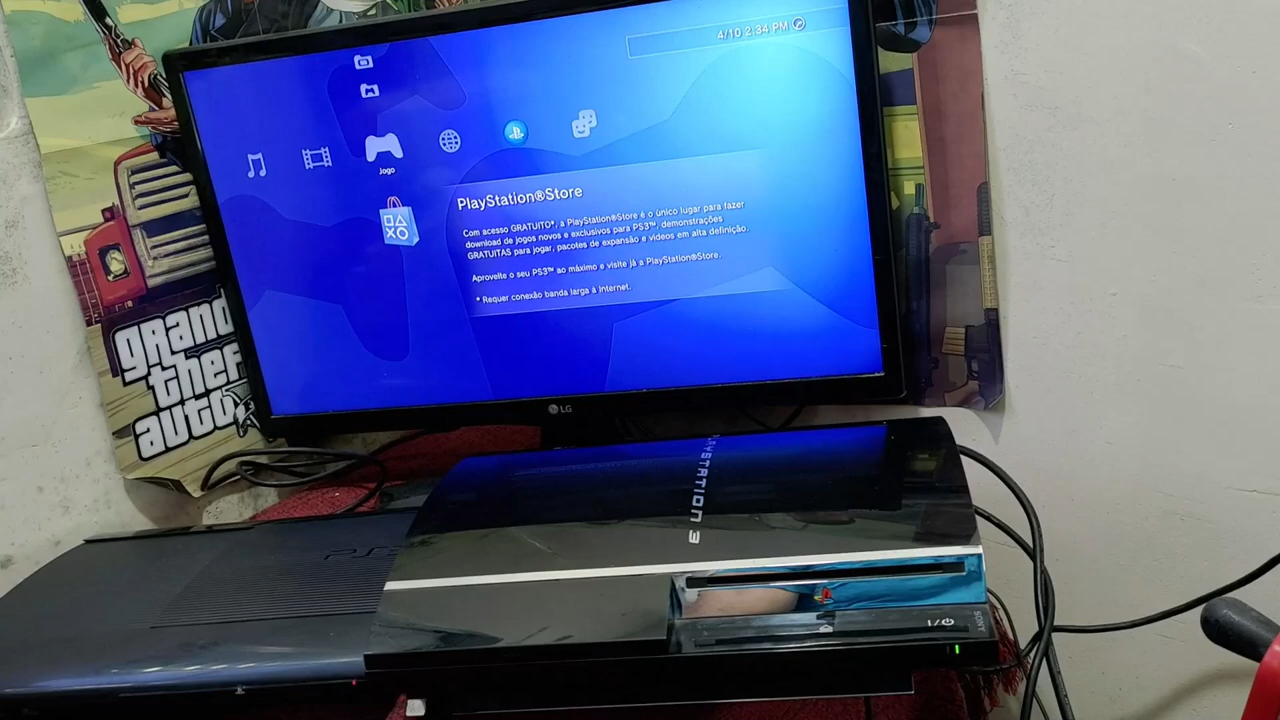 4/10 2:34 PM
Jogo
PlayStation®Store
Com acesso GRATUITO*, a PlayStation®Store é o único lugar para fazer
download de jogos novos e exclusivos para PS3™, demonstrações
GRATUITAS para jogar, pacotes de expansão e vídeos em alta definição.
Aproveite o seu PS3™ ao máximo e visite já a PlayStation®Store.
* Requer conexão banda larga à Internet.
grand
theft
auto
LG
PLAYSTATION 3
PS3
SONY